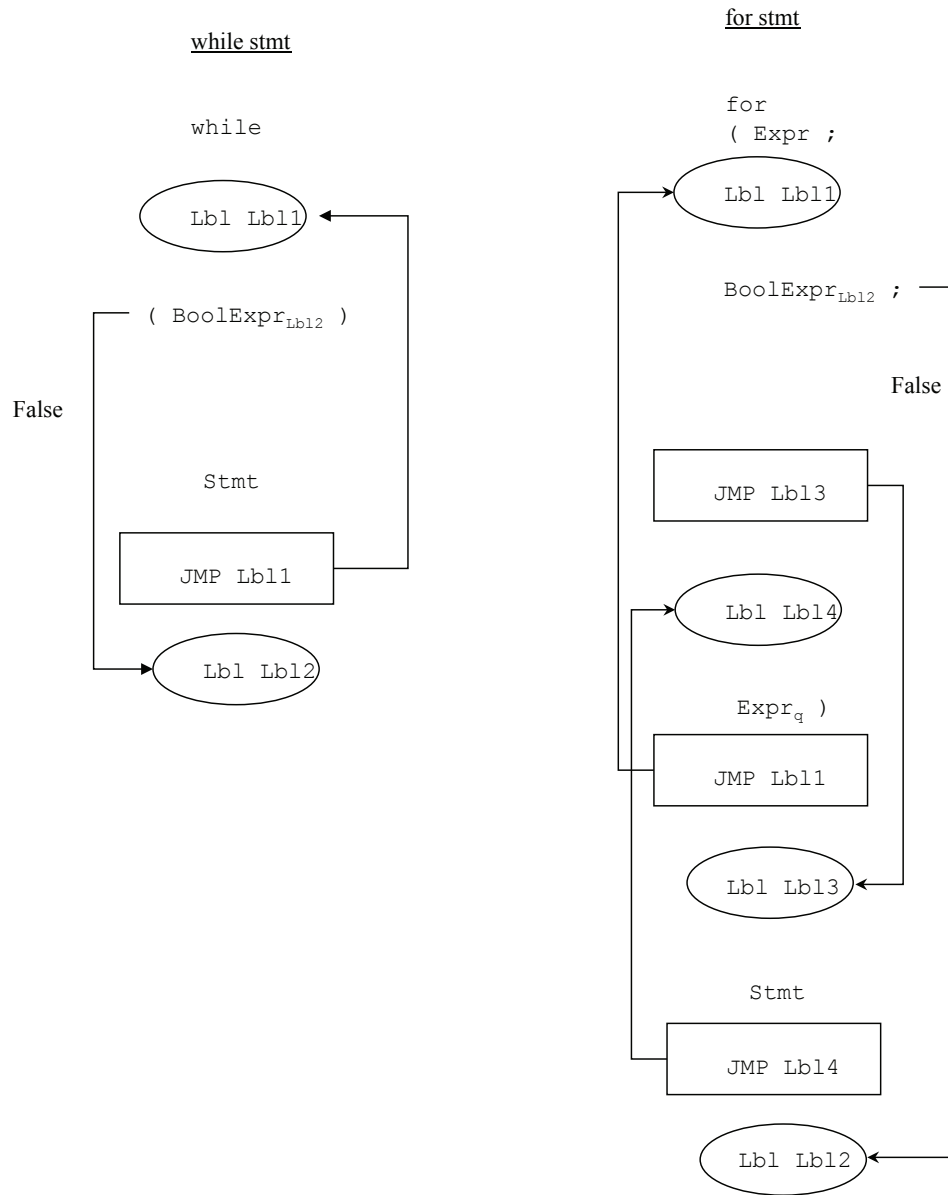 while stmt
while
Lbl Lbl1
( BoolExprLbl2 )
False
Stmt
JMP Lbl1
Lbl Lbl2
for stmt
for
( Expr ;
Lbl Lbl1
BoolExprLbl2 ;
False
JMP Lbl3
Lbl Lbl4
Exprq )
JMP Lbl1
Lbl Lbl3
Stmt
JMP Lbl4
Lbl Lbl2